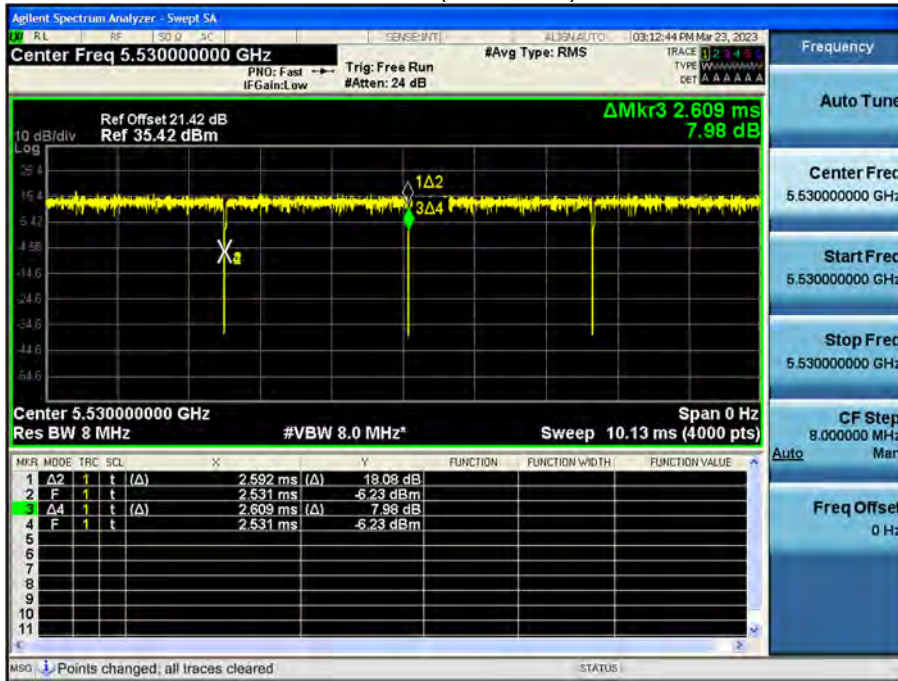 Agilent Spectrum Analyzer - Swept SA
RL RF 50 Ω AC SENSE:INT ALIGN AUTO 03:12:44 PM Mar 23, 2023
Center Freq 5.530000000 GHz
PNO: Fast
IFGain:Low
Trig: Free Run
#Atten: 24 dB
#Avg Type: RMS
TRACE 1 2 3 4 5 6
TYPE
DET A A A A A A
Frequency
Auto Tune
Center Freq
5.530000000 GHz
Start Freq
5.530000000 GHz
Stop Freq
5.530000000 GHz
CF Step
8.000000 MHz
Auto Man
Freq Offset
0 Hz
ΔMkr3 2.609 ms
7.98 dB
Ref Offset 21.42 dB
10 dB/div Ref 35.42 dBm
Log
25.4
15.4
5.42
-4.58
-14.6
-24.6
-34.6
-44.6
-54.6
1Δ2
3Δ4
Center 5.530000000 GHz Span 0 Hz
Res BW 8 MHz #VBW 8.0 MHz* Sweep 10.13 ms (4000 pts)
MKR MODE TRC SCL X Y FUNCTION FUNCTION WIDTH FUNCTION VALUE
1 Δ2 1 t (Δ) 2.592 ms (Δ) 18.08 dB
2 F 1 t 2.531 ms -6.23 dBm
3 Δ4 1 t (Δ) 2.609 ms (Δ) 7.98 dB
4 F 1 t 2.531 ms -6.23 dBm
5
6
7
8
9
10
11
MSG Points changed; all traces cleared STATUS